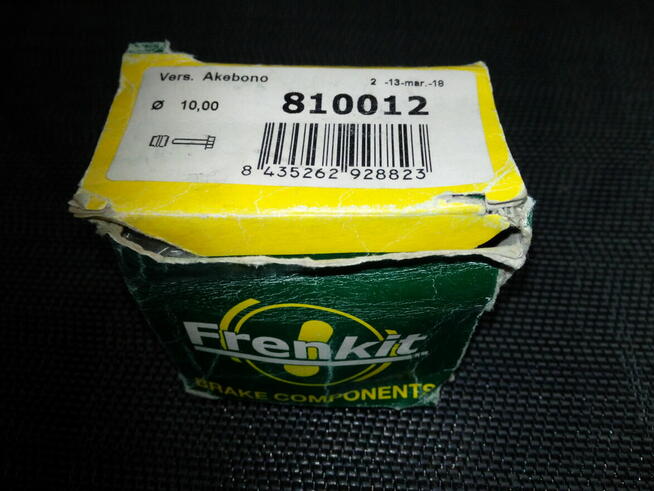 Vers. Akebono 2 -13-mar.-18
Ø 10,00 810012
8 435262 928823
Frenkit
BRAKE COMPONENTS